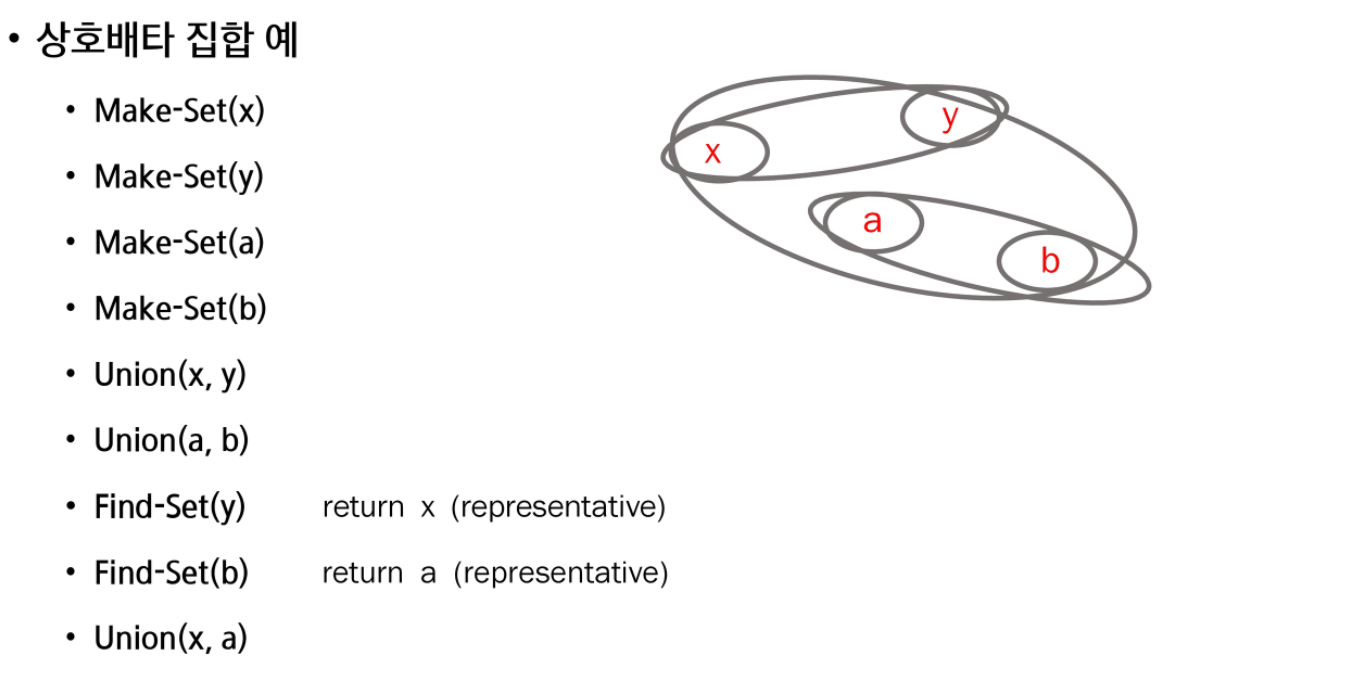 • 상호배타 집합 예
• Make-Set(x)
• Make-Set(y)
• Make-Set(a)
• Make-Set(b)
• Union(x, y)
• Union(a, b)
• Find-Set(y) return x (representative)
• Find-Set(b) return a (representative)
• Union(x, a)
x
y
a
b